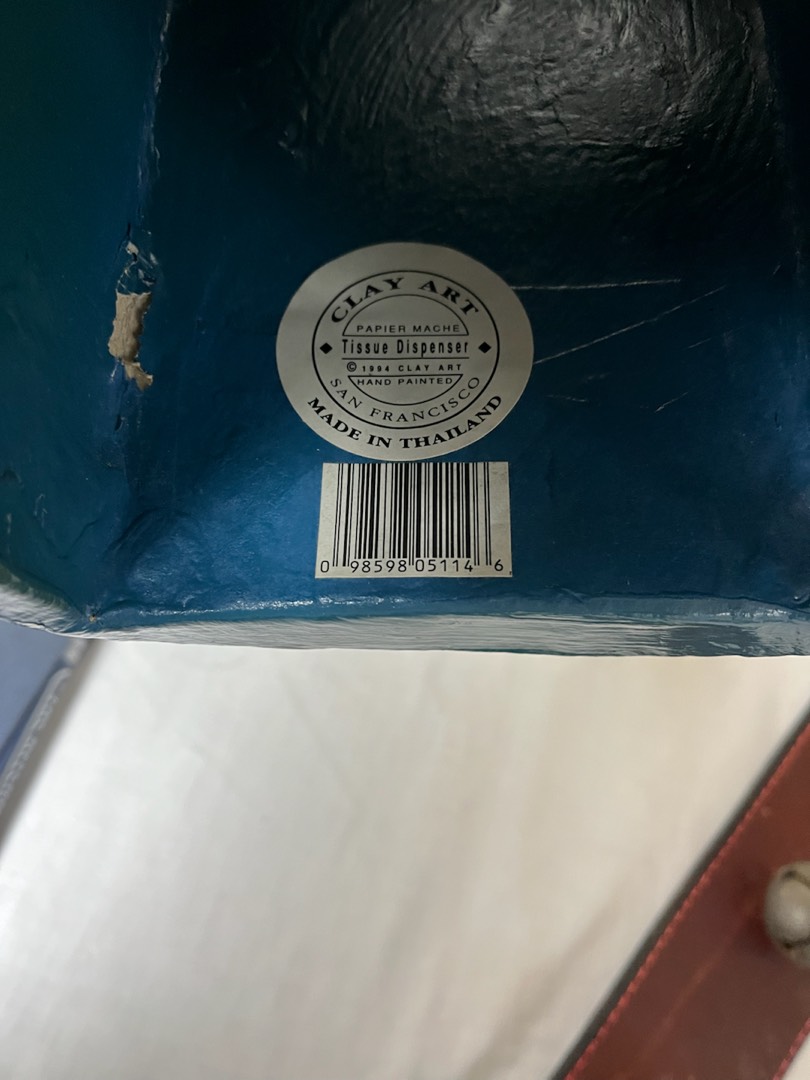 CLAY ART
PAPIER MACHE
Tissue Dispenser
© 1994 CLAY ART
HAND PAINTED
SAN FRANCISCO
MADE IN THAILAND
0 98598 05114 6